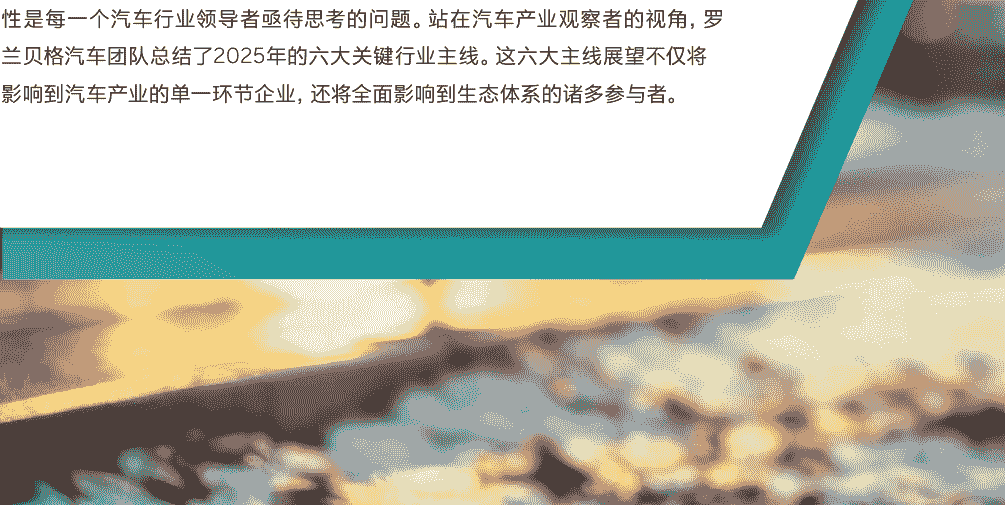 性是每一个汽车行业领导者亟待思考的问题。站在汽车产业观察者的视角，罗
兰贝格汽车团队总结了2025年的六大关键行业主线。这六大主线展望不仅将
影响到汽车产业的单一环节企业，还将全面影响到生态体系的诸多参与者。